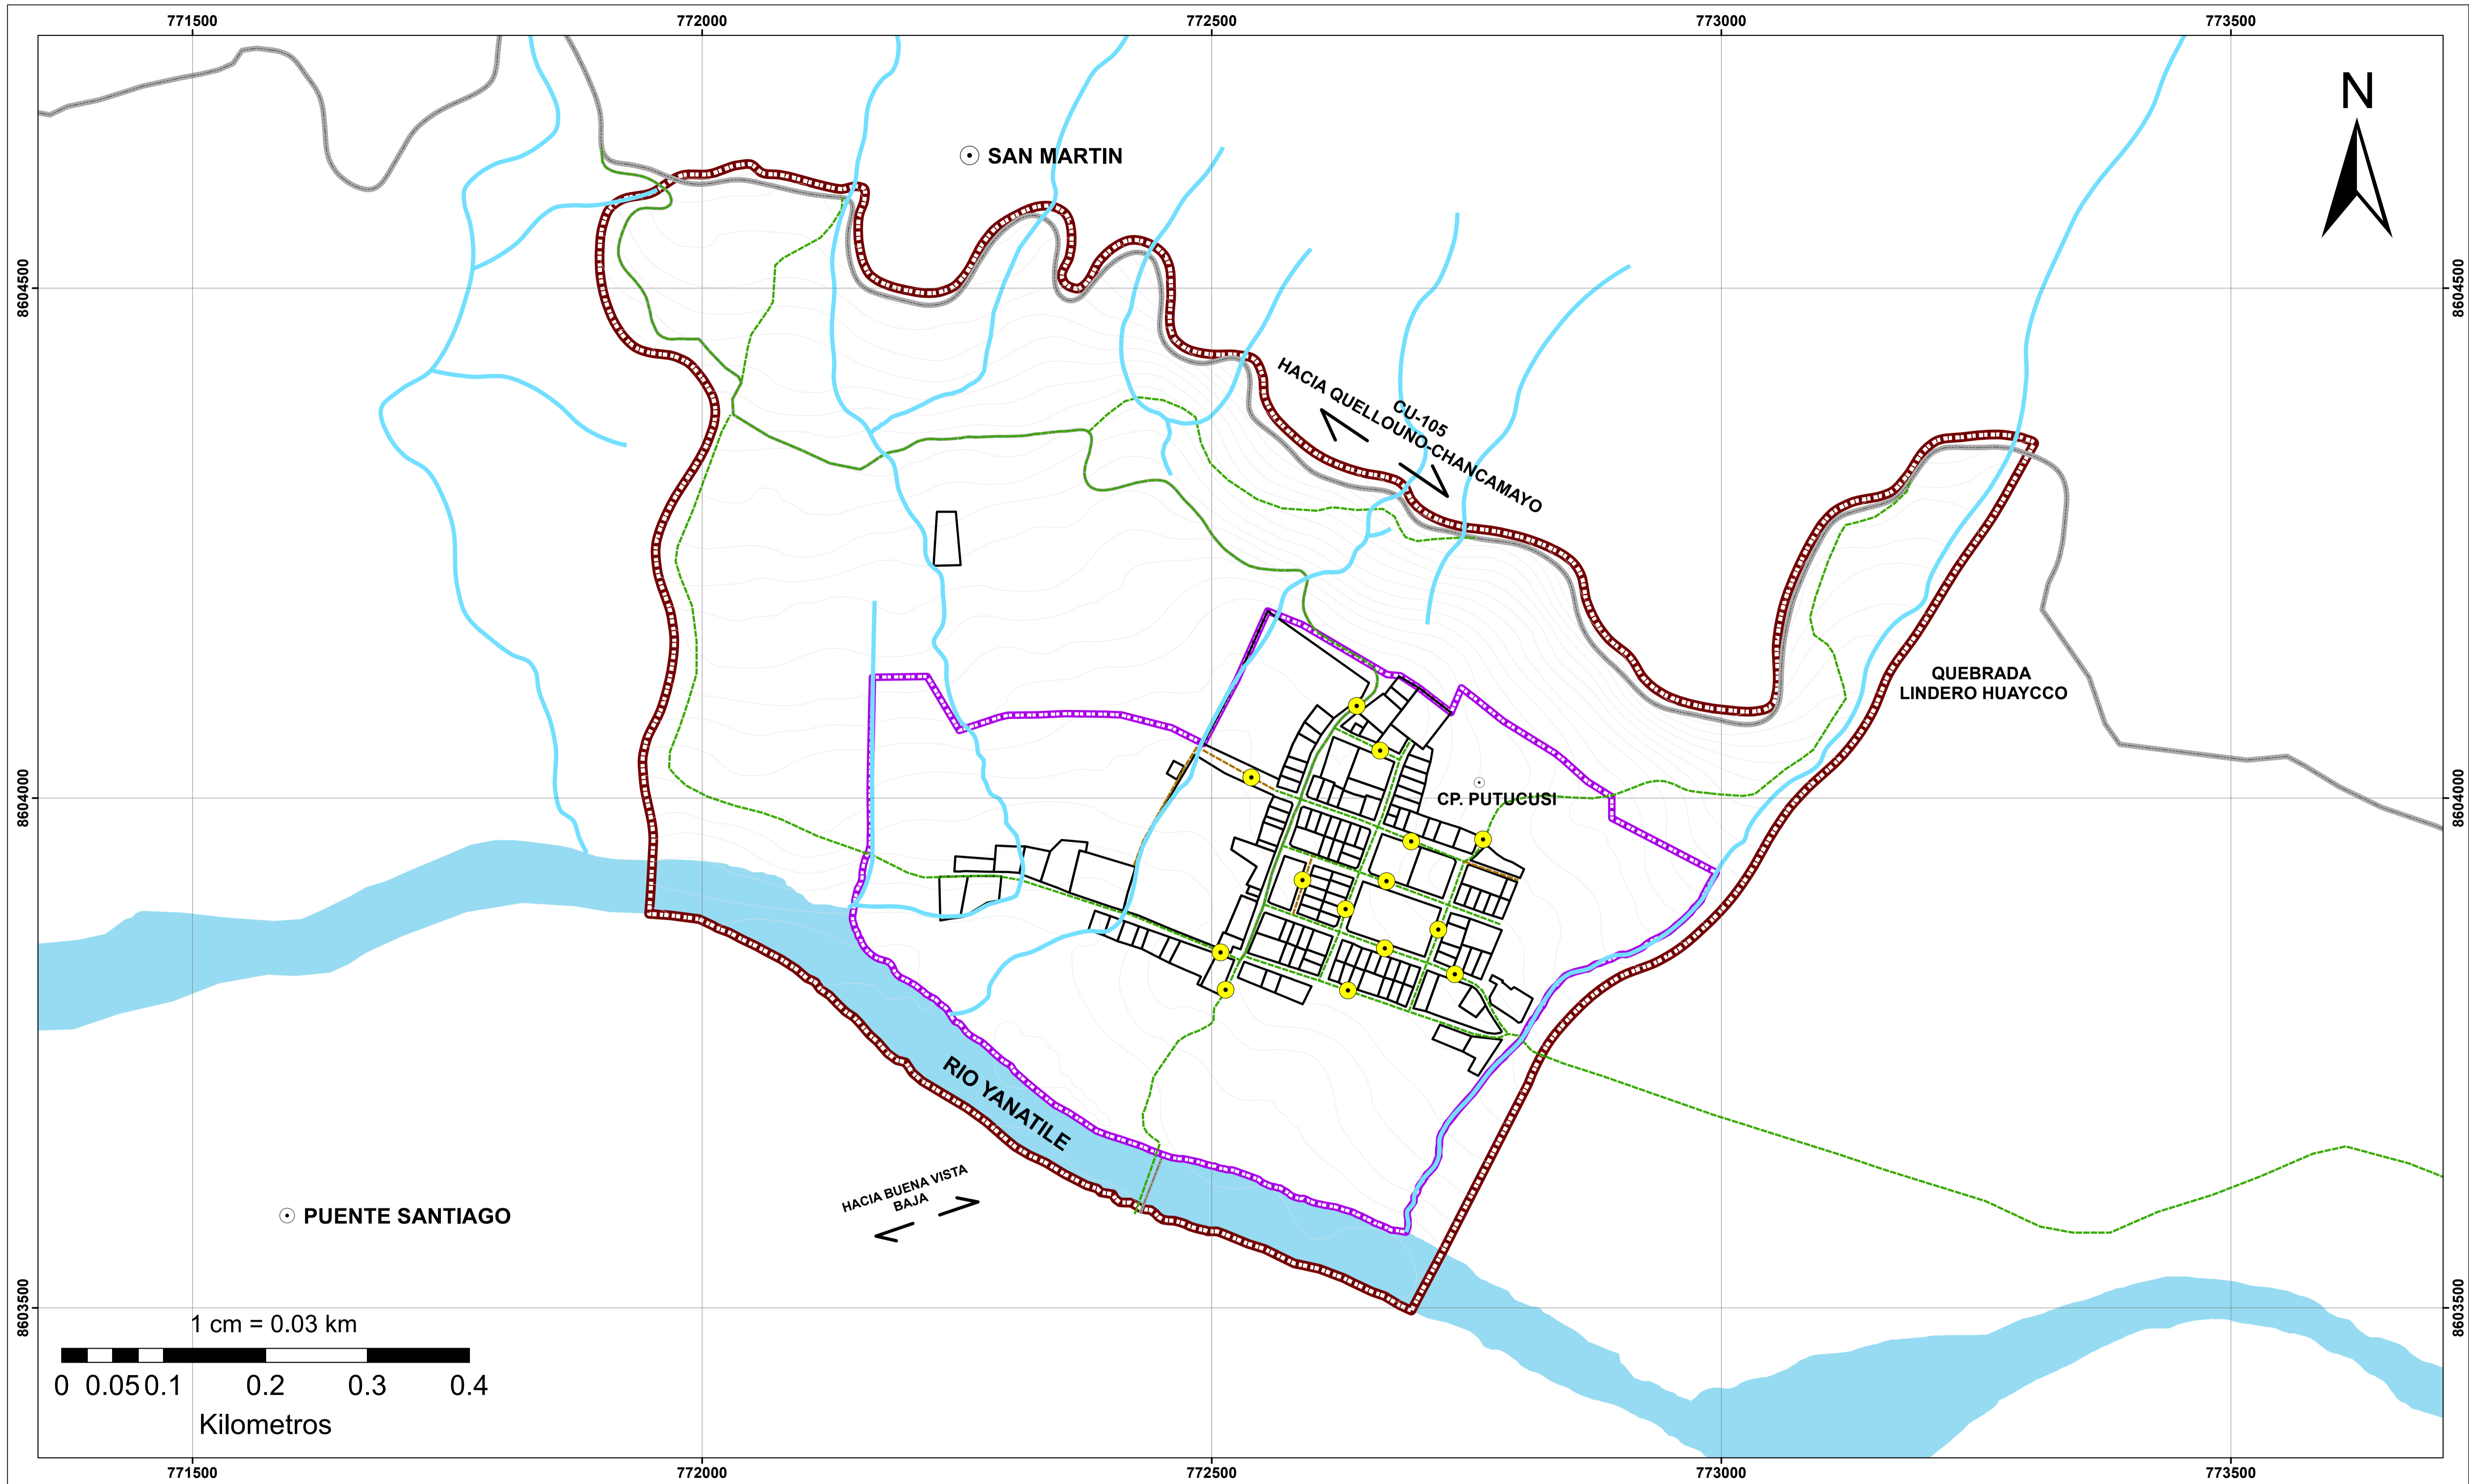 771500
772000
772500
773000
773500
N
SAN MARTIN
8604500
8604500
HACIA QUELLOUNO-CHANCAMAYO
CU-105
QUEBRADA
LINDERO HUAYCCO
8604000
8604000
CP. PUTUCUSI
RIO YANATILE
HACIA BUENA VISTA
BAJA
PUENTE SANTIAGO
8603500
8603500
1 cm = 0.03 km
0 0.05 0.1 0.2 0.3 0.4
Kilometros
771500
772000
772500
773000
773500